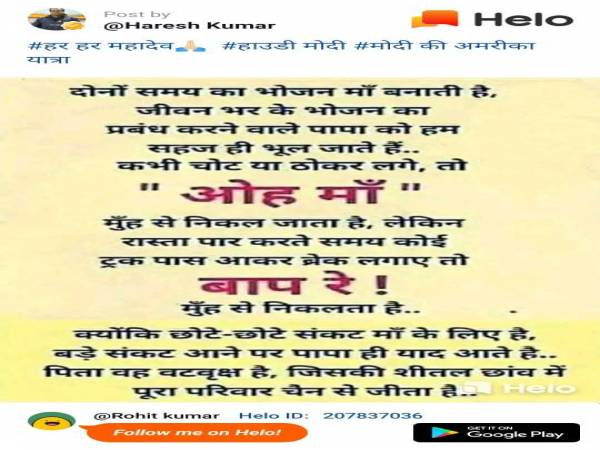 Post by
@Haresh Kumar
Helo
#हर हर महादेव🙏 #हाउडी मोदी #मोदी की अमरीका
यात्रा
दोनों समय का भोजन माँ बनाती है,
जीवन भर के भोजन का
प्रबंध करने वाले पापा को हम
सहज ही भूल जाते हैं..
कभी चोट या ठोकर लगे, तो
" ओह माँ "
मुँह से निकल जाता है, लेकिन
रास्ता पार करते समय कोई
ट्रक पास आकर ब्रेक लगाए तो
बाप रे !
मुँह से निकलता है..
क्योंकि छोटे-छोटे संकट माँ के लिए है,
बड़े संकट आने पर पापा ही याद आते है..
पिता वह वटवृक्ष है, जिसकी शीतल छांव में
पूरा परिवार चैन से जीता है..
Helo
@Rohit kumar Helo ID: 207837036
Follow me on Helo!
GET IT ON
Google Play